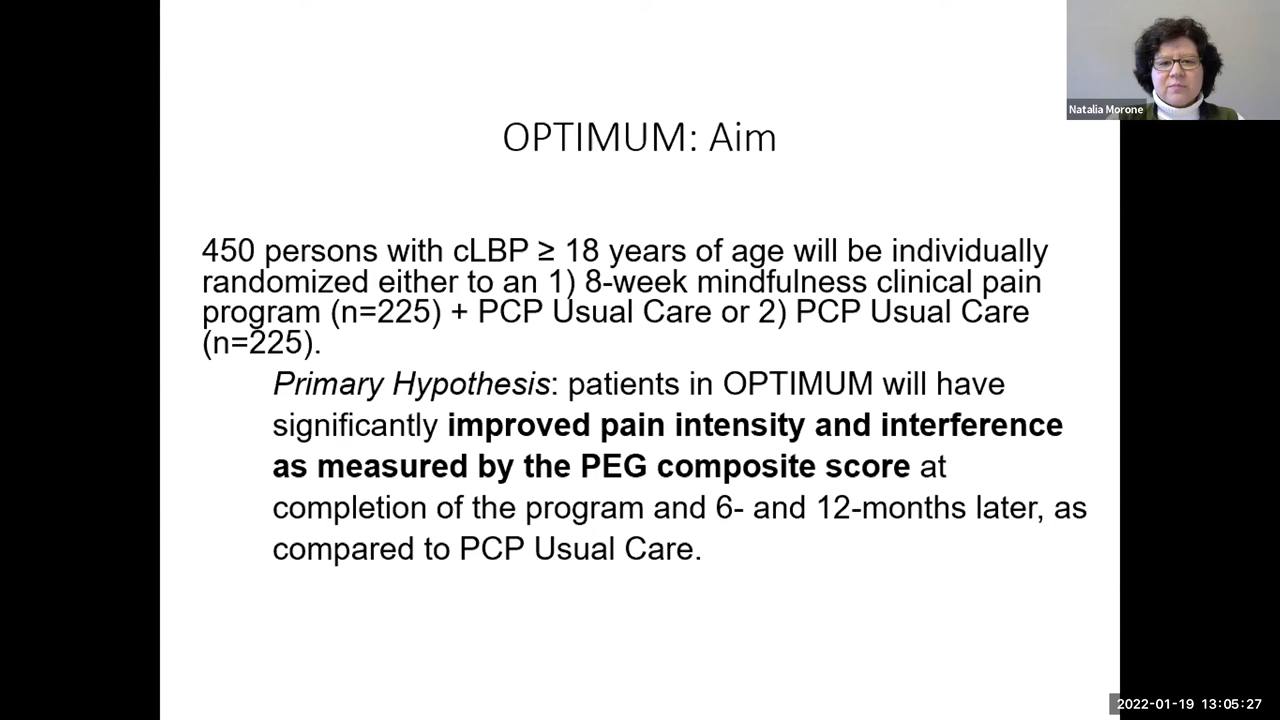 Natalia Morone
OPTIMUM: Aim
450 persons with cLBP ≥ 18 years of age will be individually
randomized either to an 1) 8-week mindfulness clinical pain
program (n=225) + PCP Usual Care or 2) PCP Usual Care
(n=225).
Primary Hypothesis: patients in OPTIMUM will have
significantly improved pain intensity and interference
as measured by the PEG composite score at
completion of the program and 6- and 12-months later, as
compared to PCP Usual Care.
2022-01-19 13:05:27